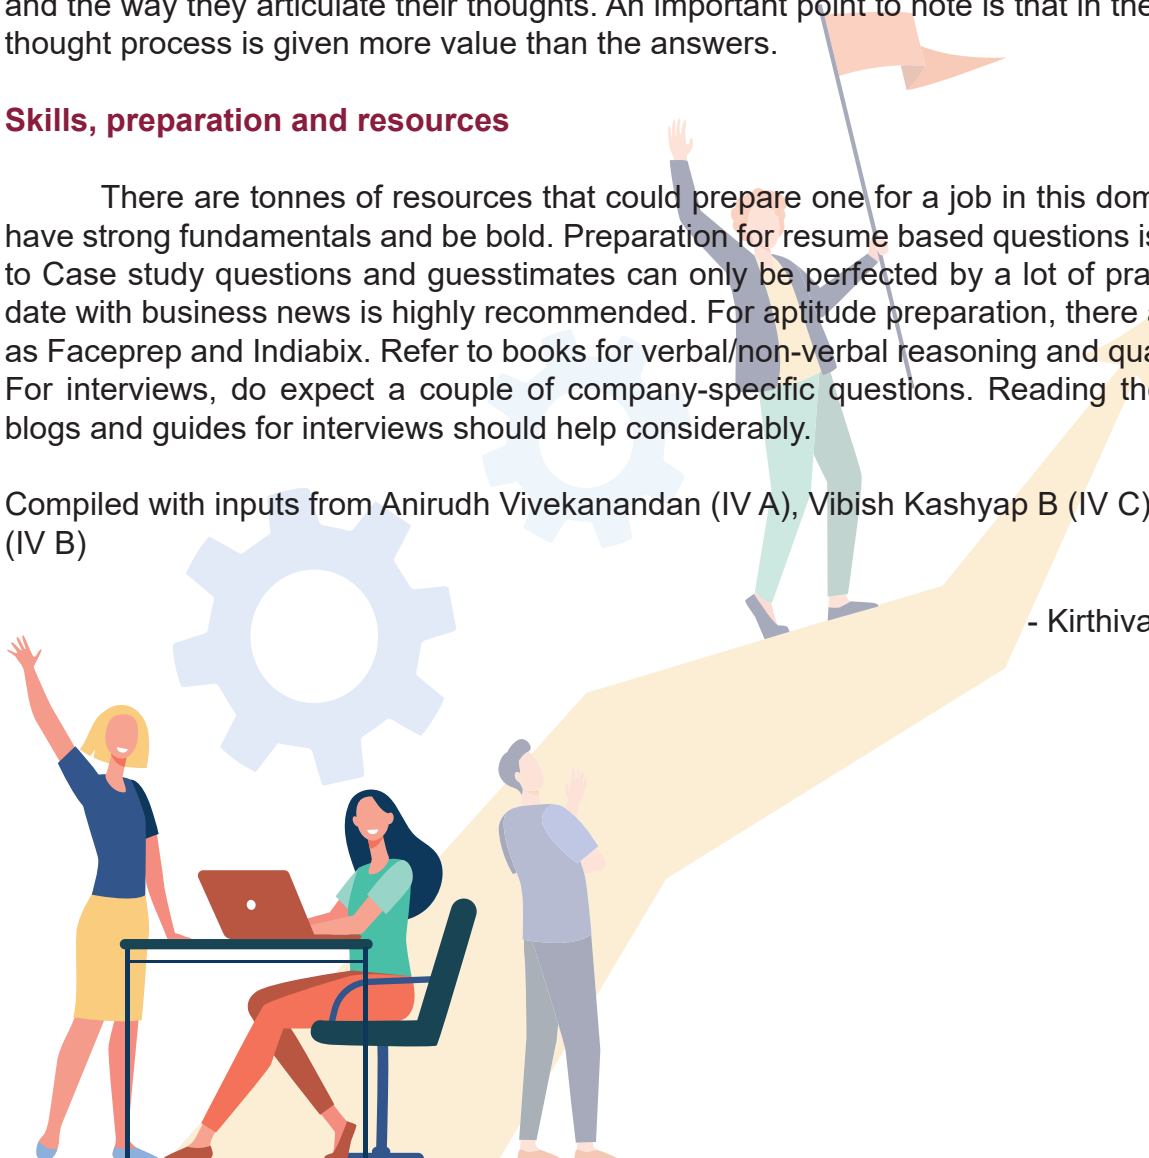 and the way they articulate their thoughts. An important point to note is that in the
thought process is given more value than the answers.
Skills, preparation and resources
There are tonnes of resources that could prepare one for a job in this dom
have strong fundamentals and be bold. Preparation for resume based questions is
to Case study questions and guesstimates can only be perfected by a lot of pra
date with business news is highly recommended. For aptitude preparation, there
as Faceprep and Indiabix. Refer to books for verbal/non-verbal reasoning and qua
For interviews, do expect a couple of company-specific questions. Reading the
blogs and guides for interviews should help considerably.
Compiled with inputs from Anirudh Vivekanandan (IV A), Vibish Kashyap B (IV C)
(IV B)
- Kirthiva